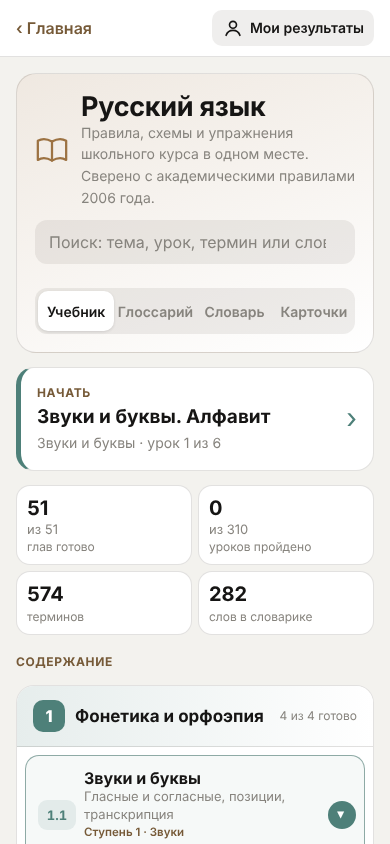 ‹ Главная
Мои результаты
Русский язык
Правила, схемы и упражнения
школьного курса в одном месте.
Сверено с академическими правилами
2006 года.
Поиск: тема, урок, термин или слов
Учебник Глоссарий Словарь Карточки
НАЧАТЬ
Звуки и буквы. Алфавит
Звуки и буквы · урок 1 из 6
51
из 51
глав готово
0
из 310
уроков пройдено
574
терминов
282
слов в словарике
СОДЕРЖАНИЕ
1 Фонетика и орфоэпия 4 из 4 готово
Звуки и буквы
Гласные и согласные, позиции,
1.1 транскрипция
Ступень 1 · Звуки